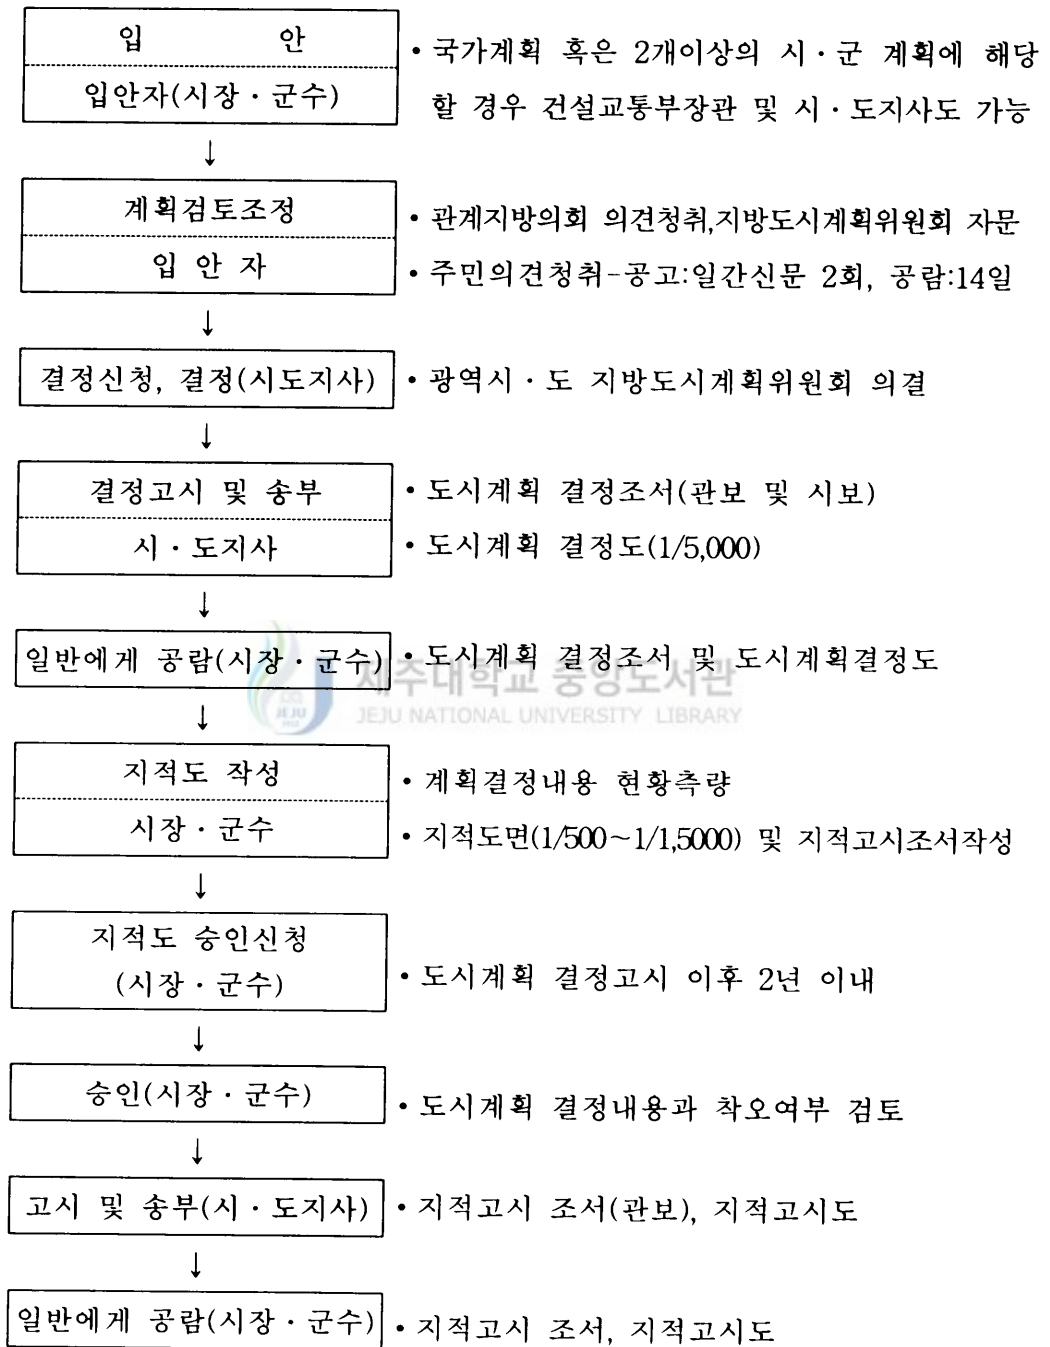 입 안
입안자(시장·군수)
• 국가계획 혹은 2개이상의 시·군 계획에 해당
할 경우 건설교통부장관 및 시·도지사도 가능
↓
계획검토조정
입 안 자
• 관계지방의회 의견청취,지방도시계획위원회 자문
• 주민의견청취-공고:일간신문 2회, 공람:14일
↓
결정신청, 결정(시도지사)
• 광역시·도 지방도시계획위원회 의결
↓
결정고시 및 송부
시·도지사
• 도시계획 결정조서(관보 및 시보)
• 도시계획 결정도(1/5,000)
↓
일반에게 공람(시장·군수)
• 도시계획 결정조서 및 도시계획결정도
제주대학교 중앙도서관
JEJU NATIONAL UNIVERSITY LIBRARY
JEJU
↓
지적도 작성
시장·군수
• 계획결정내용 현황측량
• 지적도면(1/500~1/1,5000) 및 지적고시조서작성
↓
지적도 승인신청
(시장·군수)
• 도시계획 결정고시 이후 2년 이내
↓
승인(시장·군수)
• 도시계획 결정내용과 착오여부 검토
↓
고시 및 송부(시·도지사)
• 지적고시 조서(관보), 지적고시도
↓
일반에게 공람(시장·군수)
• 지적고시 조서, 지적고시도